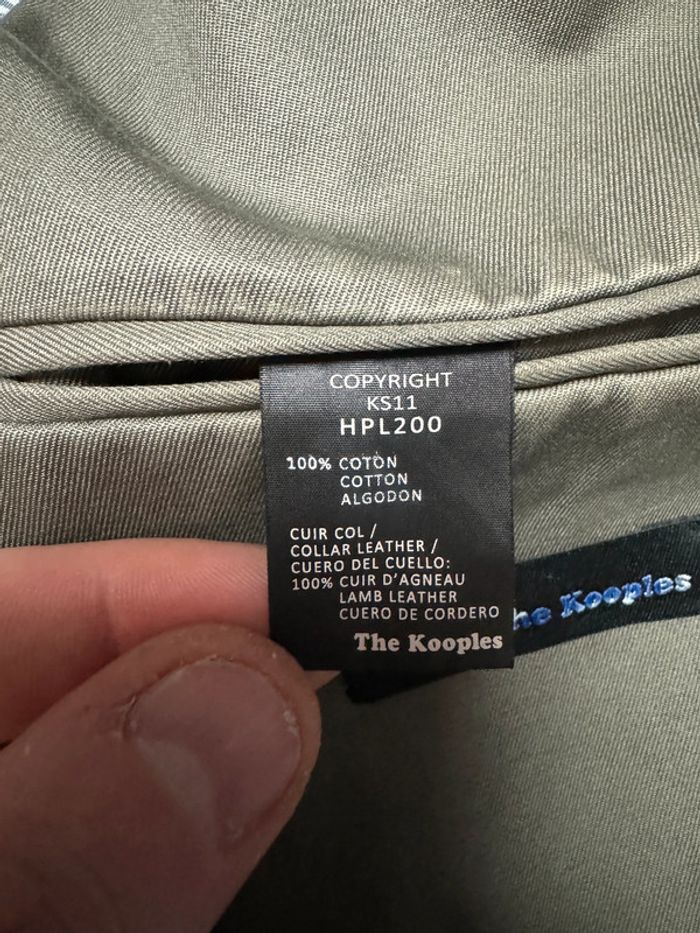 COPYRIGHT
KS11
HPL200
100% COTON
COTTON
ALGODON
CUIR COL /
COLLAR LEATHER /
CUERO DEL CUELLO:
100% CUIR D'AGNEAU
LAMB LEATHER
CUERO DE CORDERO
The Kooples
he Kooples